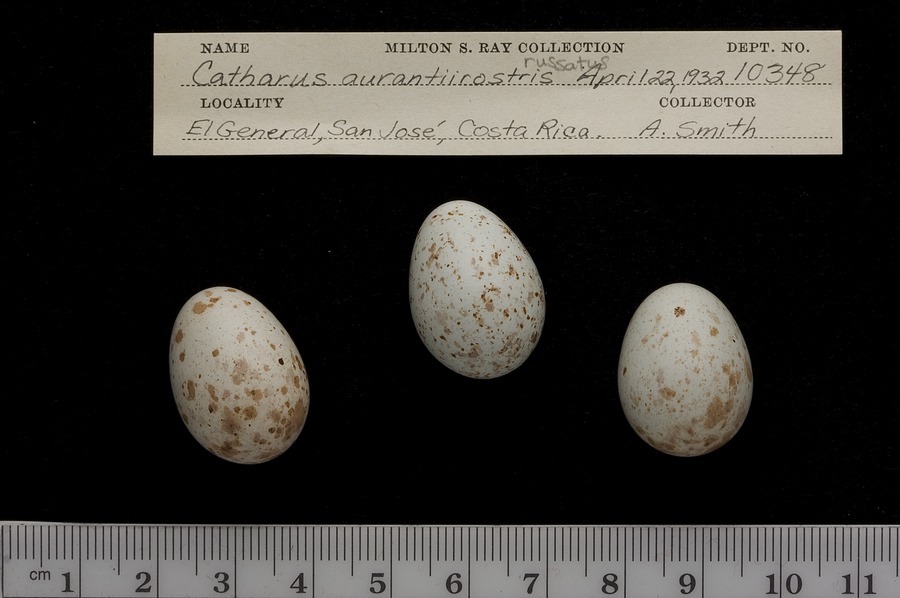 NAME MILTON S. RAY COLLECTION DEPT. NO.
russatus
Catharus aurantiirostris April 22, 1932 10348
LOCALITY COLLECTOR
El General, San José, Costa Rica. A. Smith
cm 1 2 3 4 5 6 7 8 9 10 11